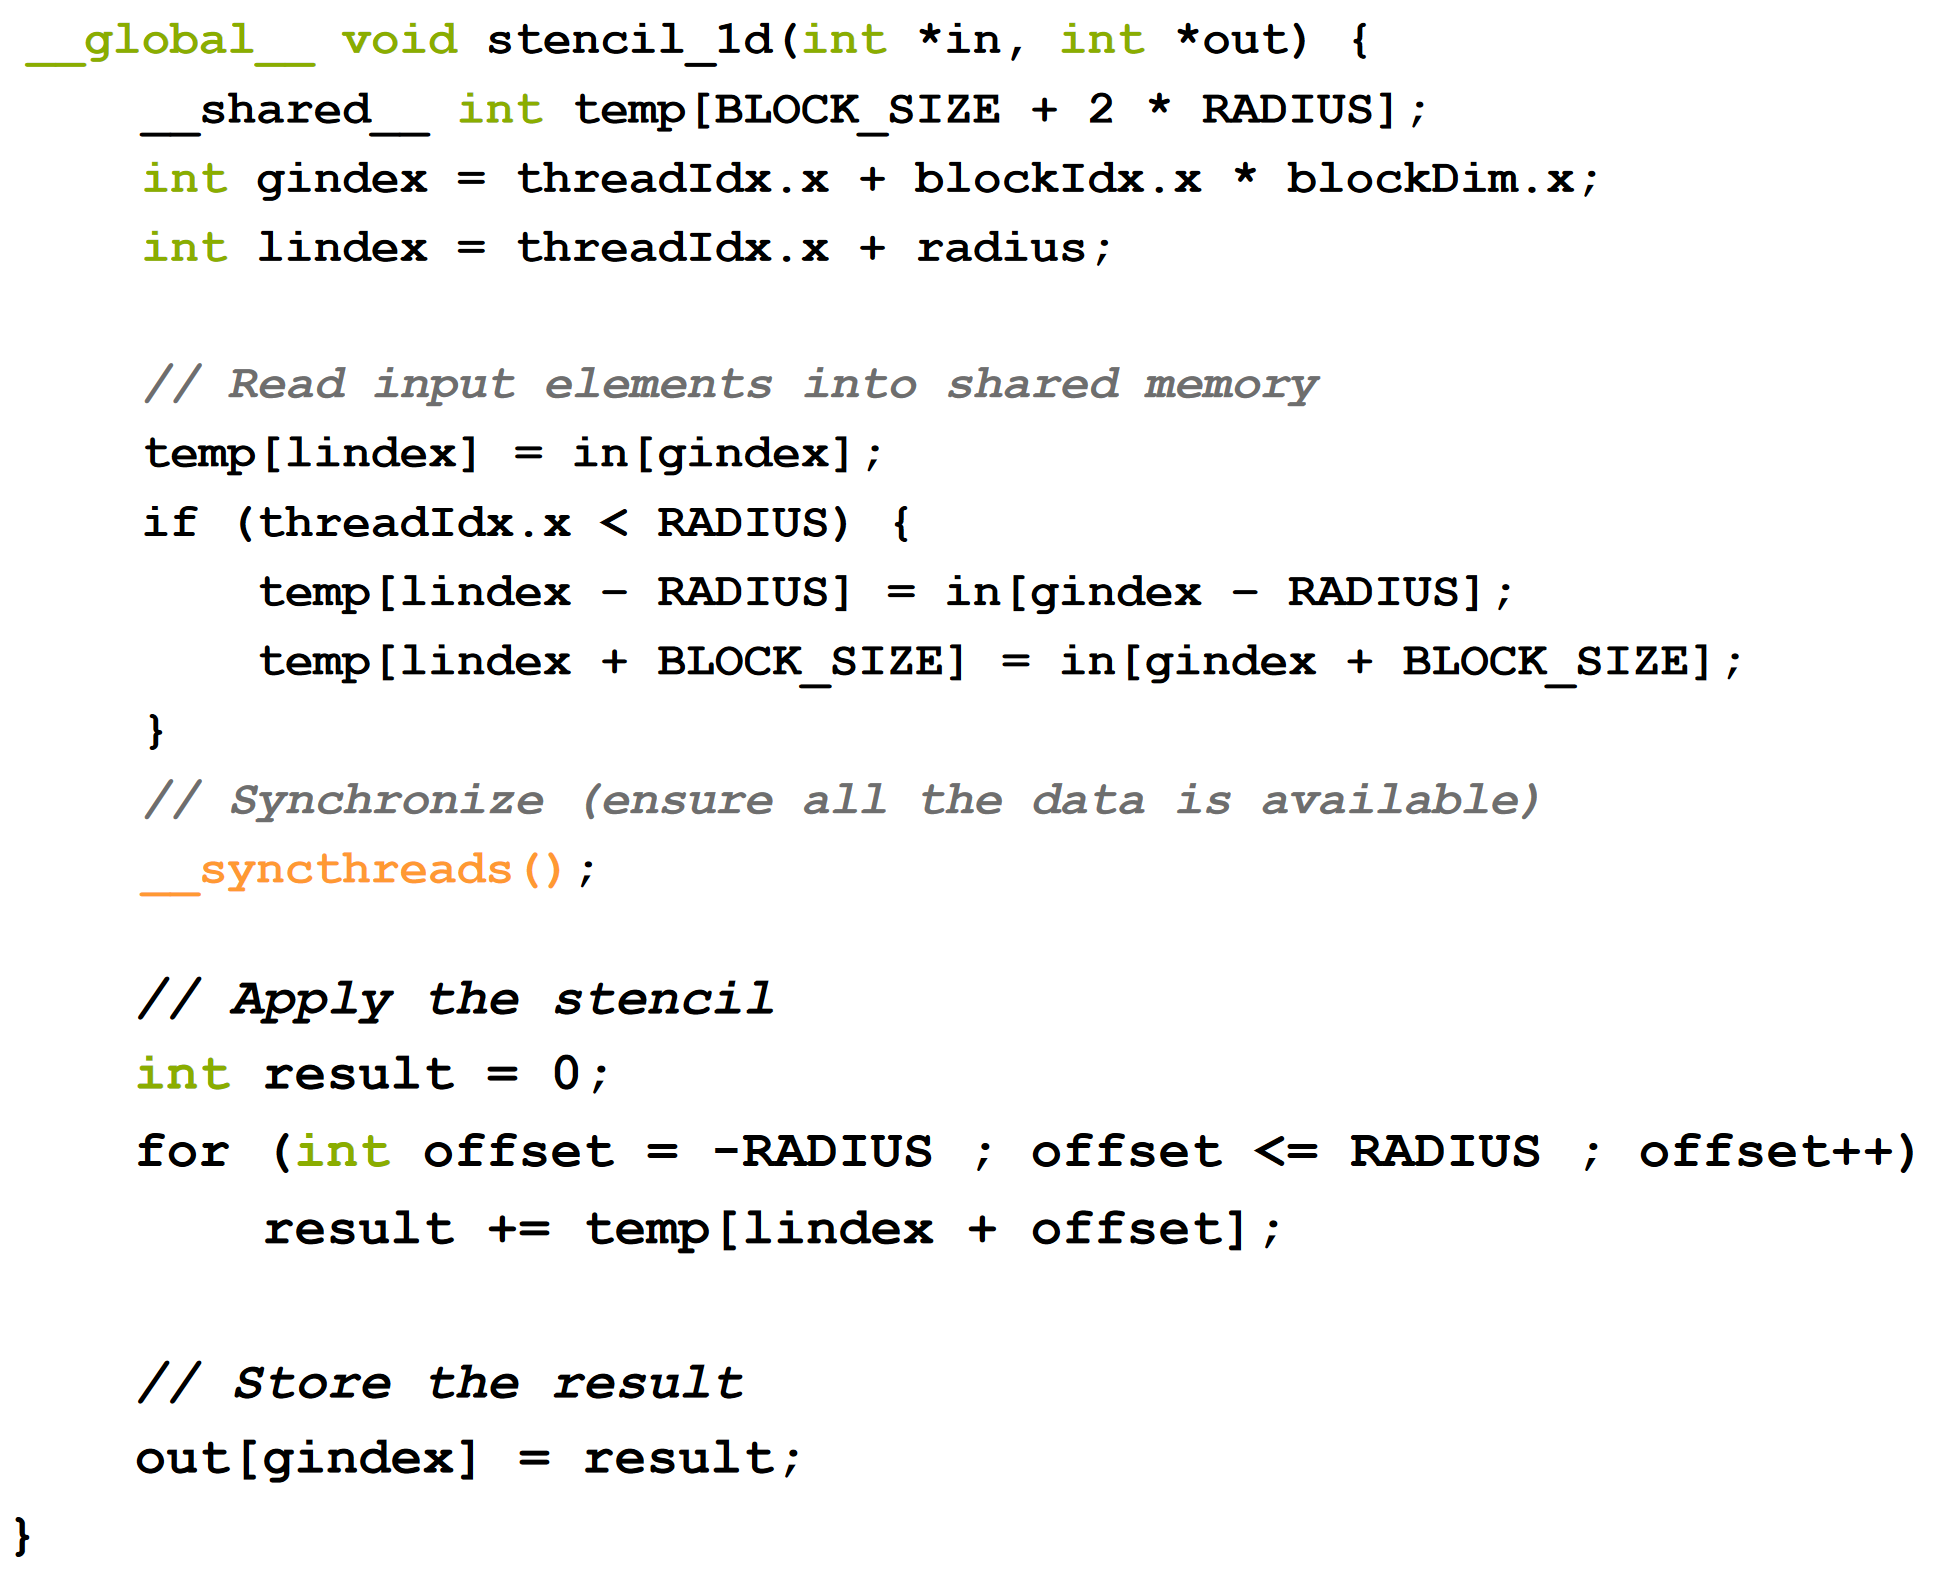 __global__ void stencil_1d(int *in, int *out) {
    __shared__ int temp[BLOCK_SIZE + 2 * RADIUS];
    int gindex = threadIdx.x + blockIdx.x * blockDim.x;
    int lindex = threadIdx.x + radius;
    // Read input elements into shared memory
    temp[lindex] = in[gindex];
    if (threadIdx.x < RADIUS) {
        temp[lindex – RADIUS] = in[gindex – RADIUS];
        temp[lindex + BLOCK_SIZE] = in[gindex + BLOCK_SIZE];
    }
    // Synchronize (ensure all the data is available)
    __syncthreads();
    // Apply the stencil
    int result = 0;
    for (int offset = -RADIUS ; offset <= RADIUS ; offset++)
        result += temp[lindex + offset];
    // Store the result
    out[gindex] = result;
}